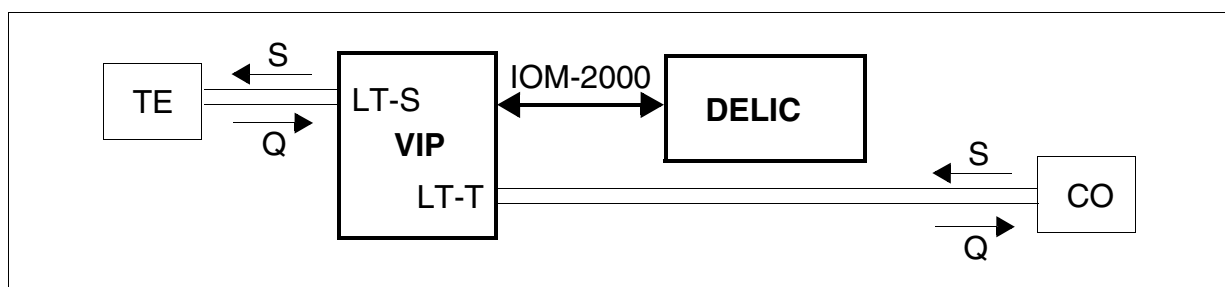 S
TE
Q
LT-S
VIP
LT-T
IOM-2000
DELIC
S
CO
Q